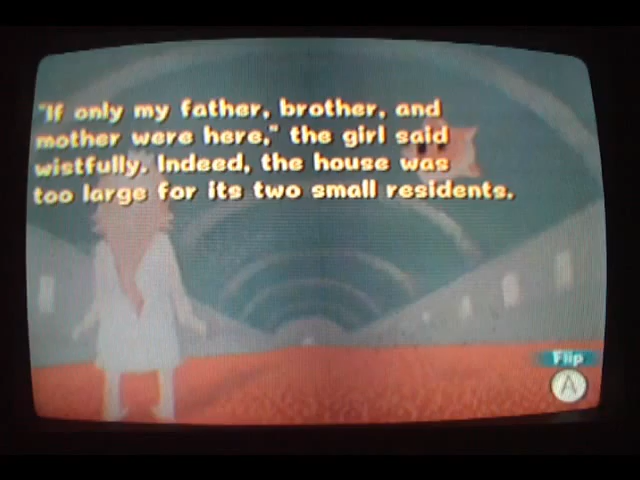 "If only my father, brother, and
mother were here," the girl said
wistfully. Indeed, the house was
too large for its two small residents.
Flip
A